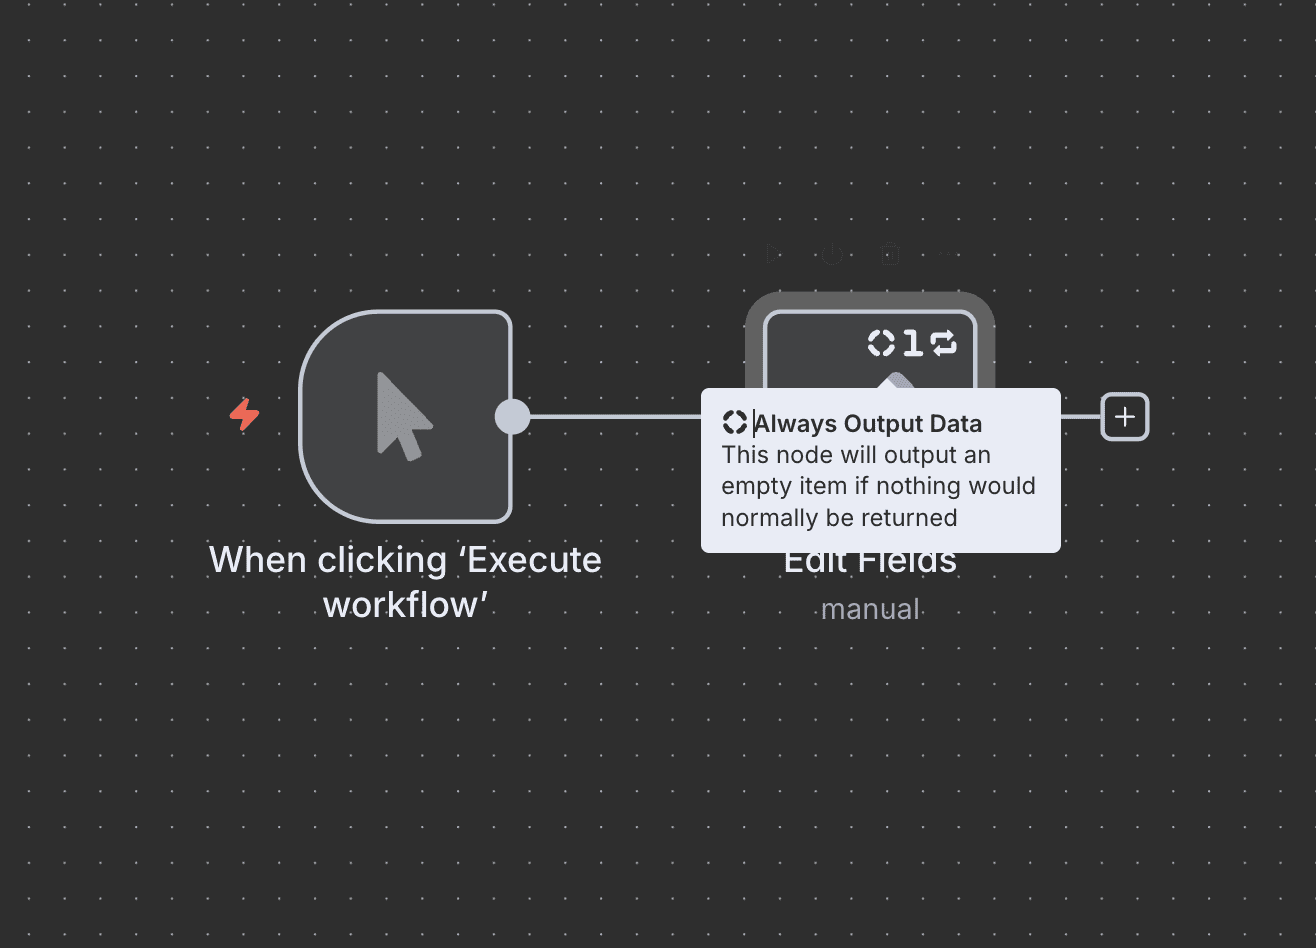 1
Always Output Data
This node will output an
empty item if nothing would
normally be returned
When clicking ‘Execute
workflow’
Edit Fields
manual